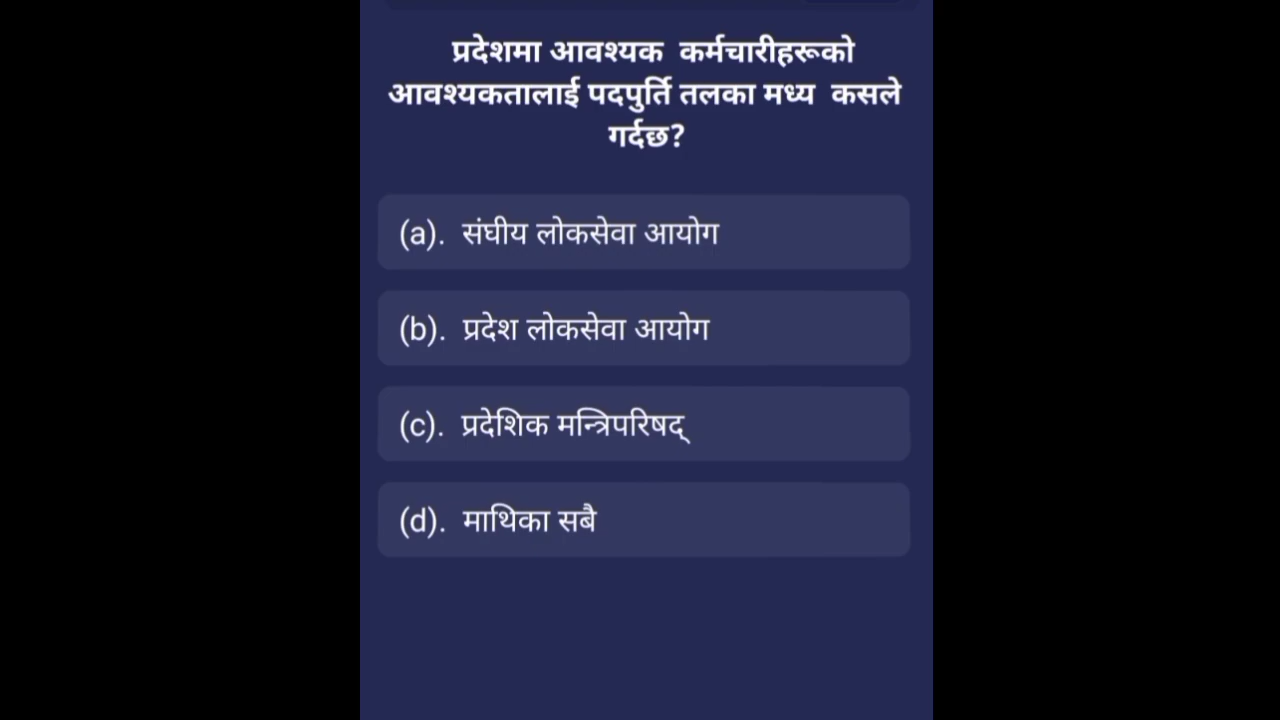 प्रदेशमा आवश्यक कर्मचारीहरूको
आवश्यकतालाई पदपुर्ति तलका मध्य कसले
गर्दछ?
(a). संघीय लोकसेवा आयोग
(b). प्रदेश लोकसेवा आयोग
(c). प्रदेशिक मन्त्रिपरिषद्
(d). माथिका सबै